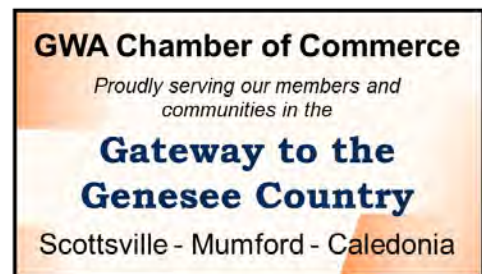 GWA Chamber of Commerce
Proudly serving our members and
communities in the
Gateway to the
Genesee Country
Scottsville - Mumford - Caledonia